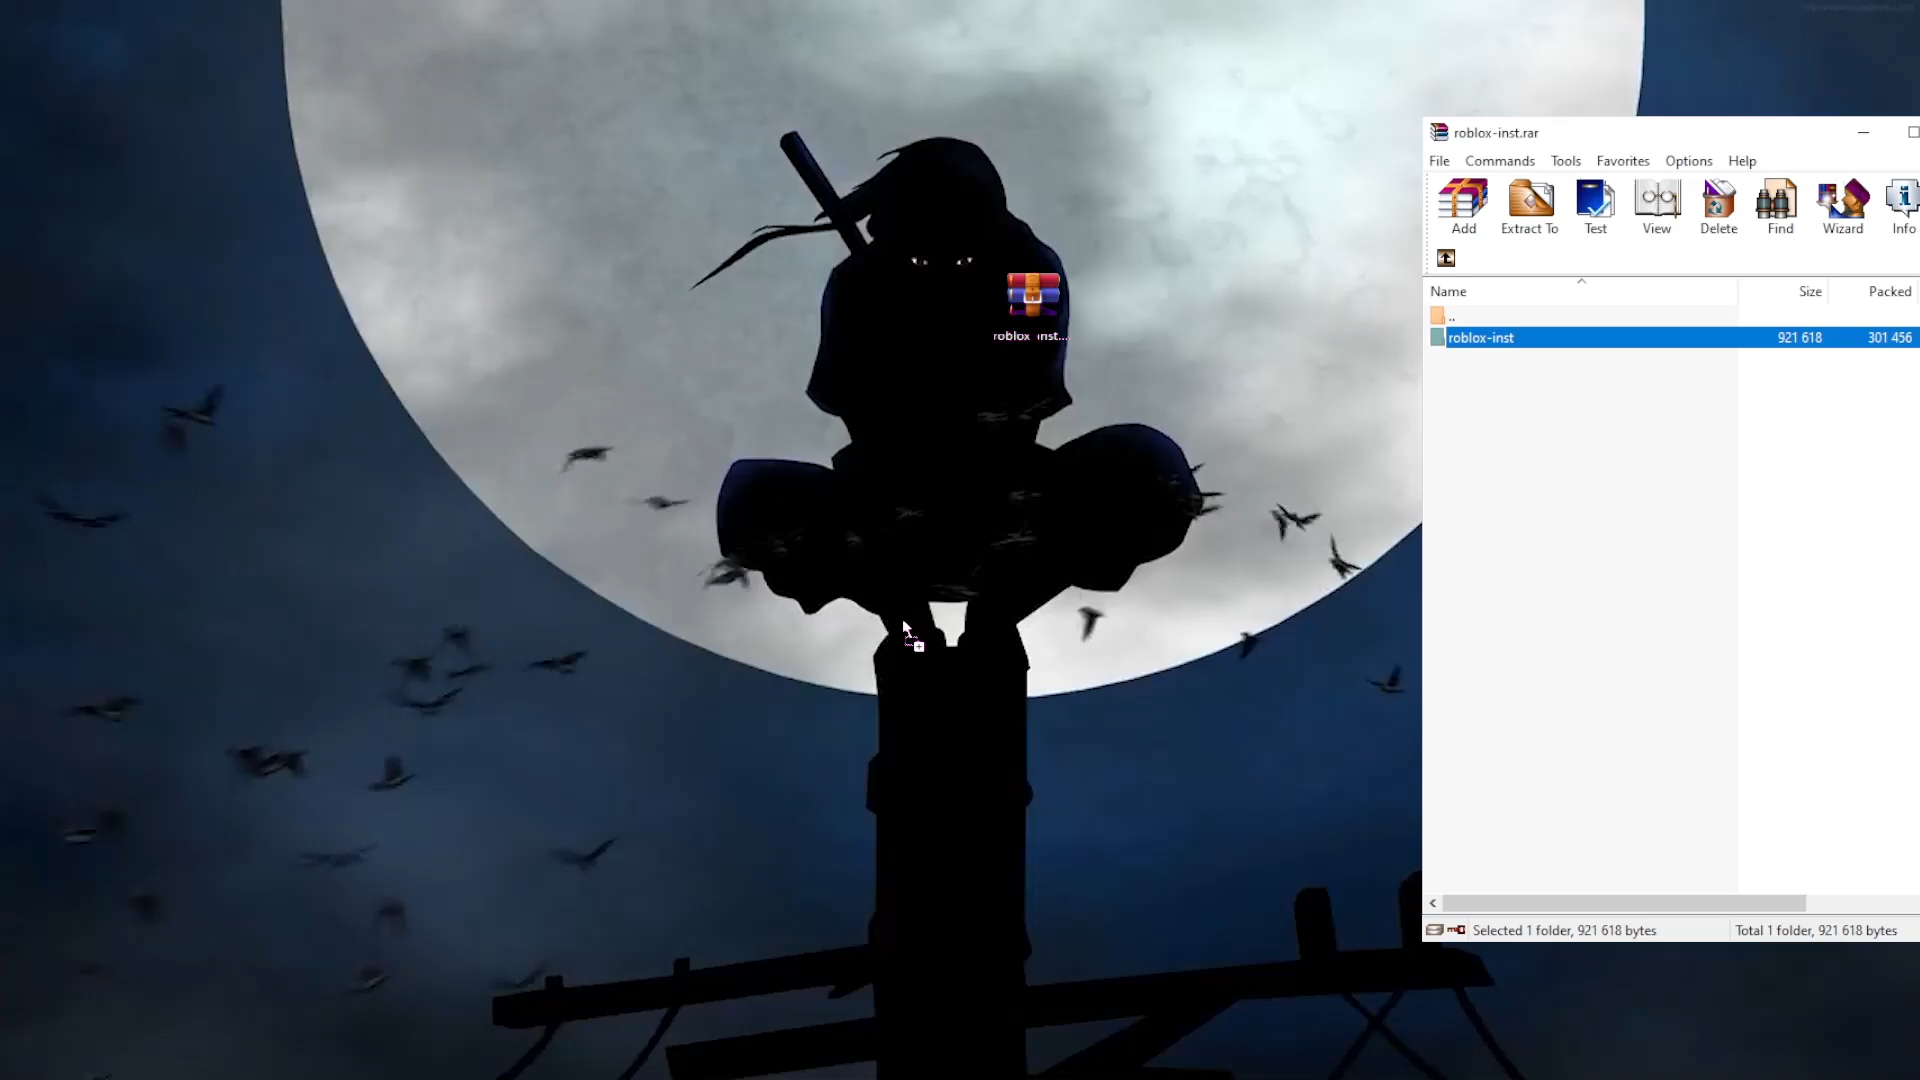 roblox-inst.rar
File Commands Tools Favorites Options Help
Add Extract To Test View Delete Find Wizard Info
Name Size Packed
..
roblox-inst 921 618 301 456
roblox inst...
Selected 1 folder, 921 618 bytes Total 1 folder, 921 618 bytes